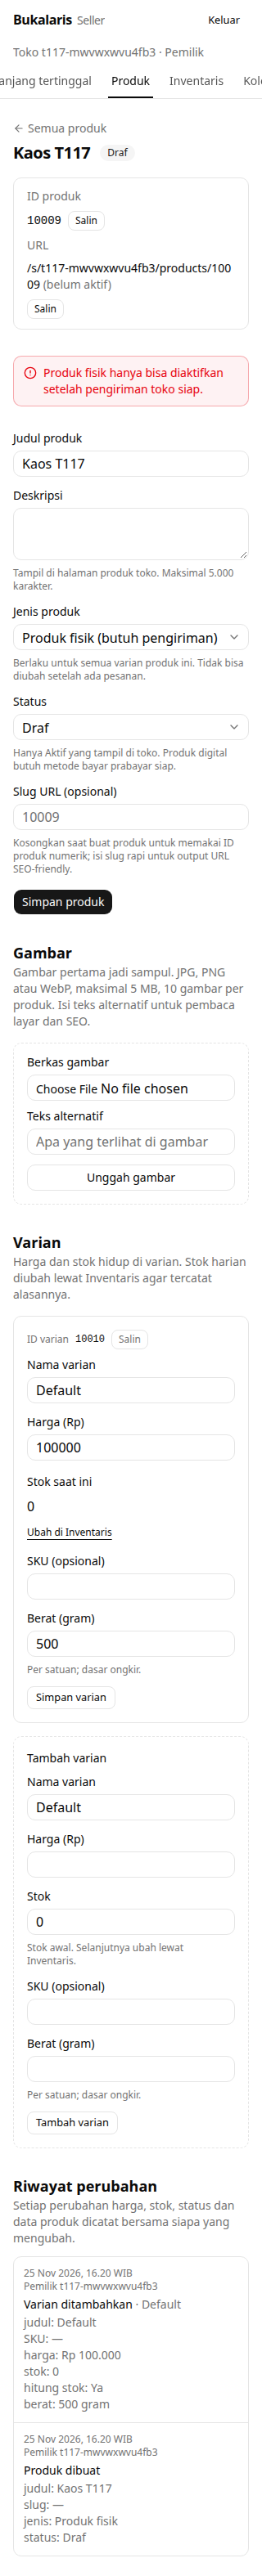 Bukalaris Seller
Keluar
Toko t117-mwvwxwvu4fb3 · Pemilik
anjang tertinggal
Produk
Inventaris
Kole
← Semua produk
Kaos T117
Draf
ID produk
10009
Salin
URL
/s/t117-mwvwxwvu4fb3/products/100
09 (belum aktif)
Salin
Produk fisik hanya bisa diaktifkan
setelah pengiriman toko siap.
Judul produk
Kaos T117
Deskripsi
Tampil di halaman produk toko. Maksimal 5.000
karakter.
Jenis produk
Produk fisik (butuh pengiriman)
Berlaku untuk semua varian produk ini. Tidak bisa
diubah setelah ada pesanan.
Status
Draf
Hanya Aktif yang tampil di toko. Produk digital
butuh metode bayar prabayar siap.
Slug URL (opsional)
10009
Kosongkan saat buat produk untuk memakai ID
produk numerik; isi slug rapi untuk output URL
SEO-friendly.
Simpan produk
Gambar
Gambar pertama jadi sampul. JPG, PNG
atau WebP, maksimal 5 MB, 10 gambar per
produk. Isi teks alternatif untuk pembaca
layar dan SEO.
Berkas gambar
Choose File No file chosen
Teks alternatif
Apa yang terlihat di gambar
Unggah gambar
Varian
Harga dan stok hidup di varian. Stok harian
diubah lewat Inventaris agar tercatat
alasannya.
ID varian 10010 Salin
Nama varian
Default
Harga (Rp)
100000
Stok saat ini
0
Ubah di Inventaris
SKU (opsional)
Berat (gram)
500
Per satuan; dasar ongkir.
Simpan varian
Tambah varian
Nama varian
Default
Harga (Rp)
Stok
0
Stok awal. Selanjutnya ubah lewat
Inventaris.
SKU (opsional)
Berat (gram)
Per satuan; dasar ongkir.
Tambah varian
Riwayat perubahan
Setiap perubahan harga, stok, status dan
data produk dicatat bersama siapa yang
mengubah.
25 Nov 2026, 16.20 WIB
Pemilik t117-mwvwxwvu4fb3
Varian ditambahkan · Default
judul: Default
SKU: —
harga: Rp 100.000
stok: 0
hitung stok: Ya
berat: 500 gram
25 Nov 2026, 16.20 WIB
Pemilik t117-mwvwxwvu4fb3
Produk dibuat
judul: Kaos T117
slug: —
jenis: Produk fisik
status: Draf